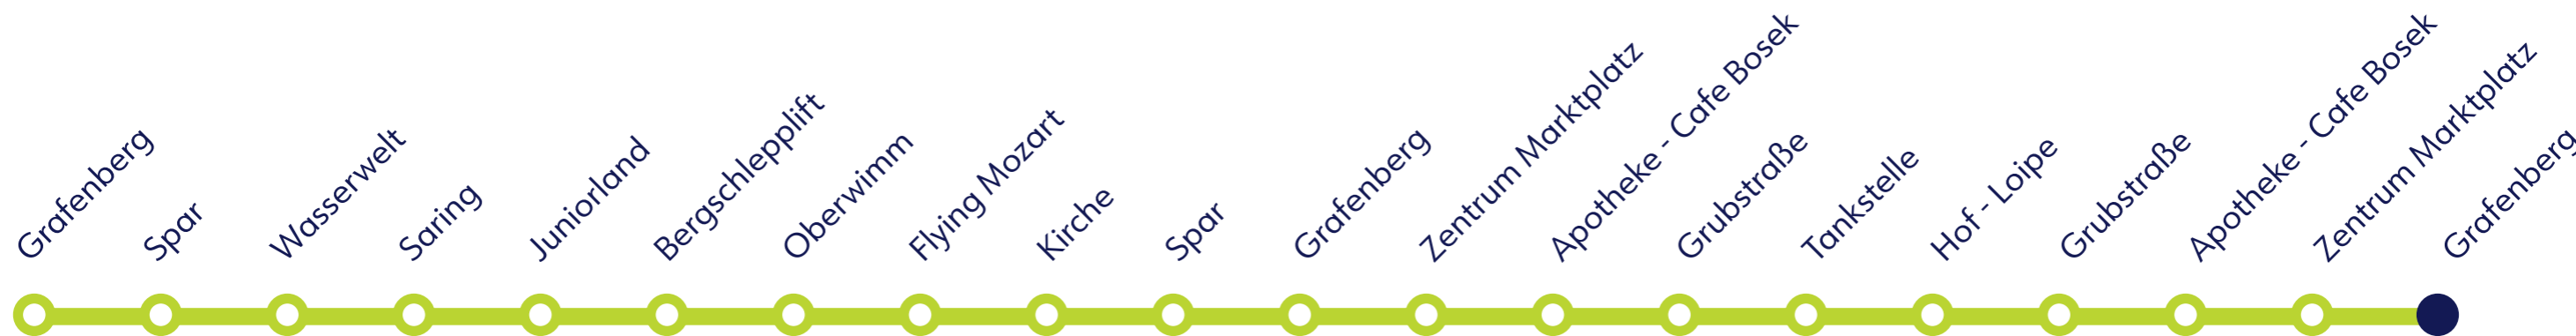 Grafenberg
Spar
Wasserwelt
Saring
Juniorland
Bergschlepplift
Oberwimm
Flying Mozart
Kirche
Spar
Grafenberg
Zentrum Marktplatz
Apotheke - Cafe Bosek
Grubstraße
Tankstelle
Hof - Loipe
Grubstraße
Apotheke - Cafe Bosek
Zentrum Marktplatz
Grafenberg